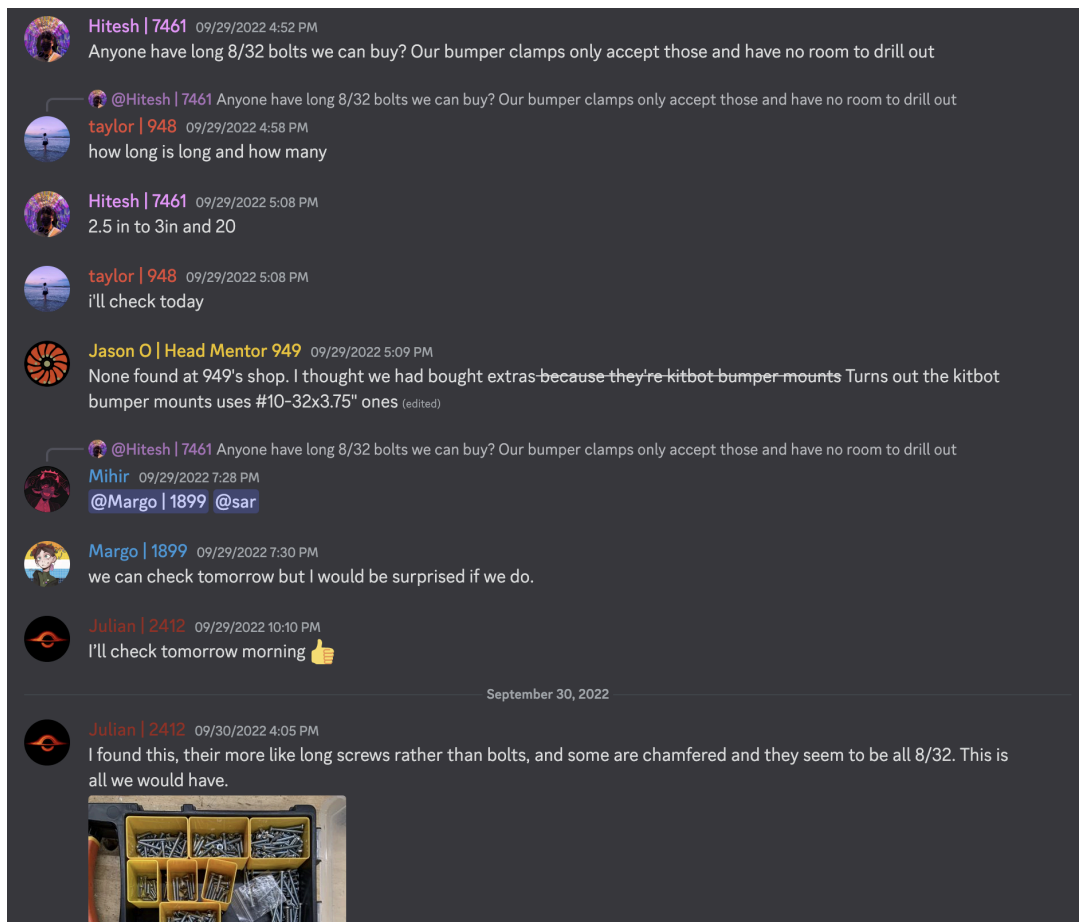 Hitesh | 7461 09/29/2022 4:52 PM
Anyone have long 8/32 bolts we can buy? Our bumper clamps only accept those and have no room to drill out
@Hitesh | 7461 Anyone have long 8/32 bolts we can buy? Our bumper clamps only accept those and have no room to drill out
taylor | 948 09/29/2022 4:58 PM
how long is long and how many
Hitesh | 7461 09/29/2022 5:08 PM
2.5 in to 3in and 20
taylor | 948 09/29/2022 5:08 PM
i'll check today
Jason O | Head Mentor 949 09/29/2022 5:09 PM
None found at 949's shop. I thought we had bought extras because they're kitbot bumper mounts Turns out the kitbot
bumper mounts uses #10-32x3.75" ones (edited)
@Hitesh | 7461 Anyone have long 8/32 bolts we can buy? Our bumper clamps only accept those and have no room to drill out
Mihir 09/29/2022 7:28 PM
@Margo | 1899 @sar
Margo | 1899 09/29/2022 7:30 PM
we can check tomorrow but I would be surprised if we do.
Julian | 2412 09/29/2022 10:10 PM
I’ll check tomorrow morning 👍
September 30, 2022
Julian | 2412 09/30/2022 4:05 PM
I found this, their more like long screws rather than bolts, and some are chamfered and they seem to be all 8/32. This is
all we would have.